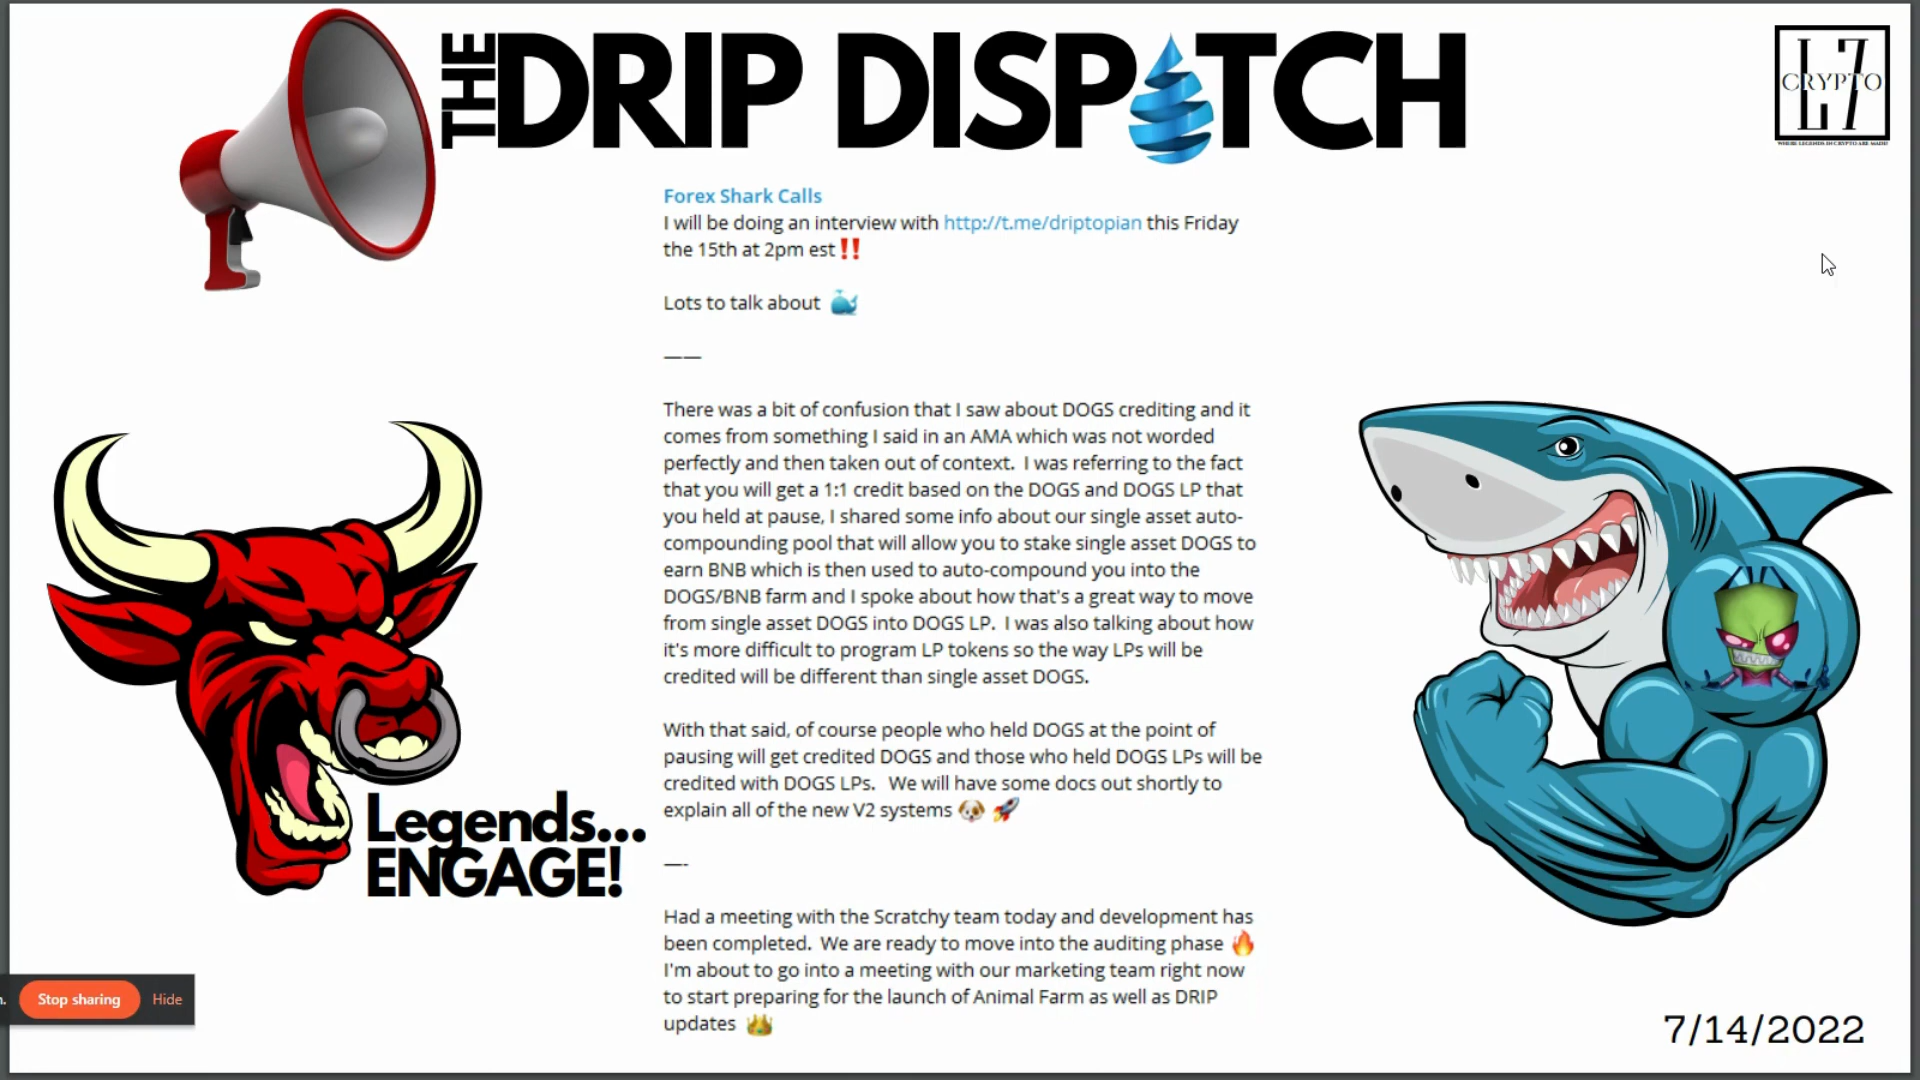 THE DRIP DISPATCH
L7
CRYPTO
WHERE LEGENDS IN CRYPTO ARE MADE!
Forex Shark Calls
I will be doing an interview with http://t.me/driptopian this Friday
the 15th at 2pm est‼️
Lots to talk about 🐳
——
There was a bit of confusion that I saw about DOGS crediting and it
comes from something I said in an AMA which was not worded
perfectly and then taken out of context.  I was referring to the fact
that you will get a 1:1 credit based on the DOGS and DOGS LP that
you held at pause, I shared some info about our single asset auto-
compounding pool that will allow you to stake single asset DOGS to
earn BNB which is then used to auto-compound you into the
DOGS/BNB farm and I spoke about how that's a great way to move
from single asset DOGS into DOGS LP.  I was also talking about how
it's more difficult to program LP tokens so the way LPs will be
credited will be different than single asset DOGS.
With that said, of course people who held DOGS at the point of
pausing will get credited DOGS and those who held DOGS LPs will be
credited with DOGS LPs.   We will have some docs out shortly to
explain all of the new V2 systems 🐶 🚀
—-
Had a meeting with the Scratchy team today and development has
been completed.  We are ready to move into the auditing phase 🔥
I'm about to go into a meeting with our marketing team right now
to start preparing for the launch of Animal Farm as well as DRIP
updates 👑
Legends...
ENGAGE!
Stop sharing
Hide
7/14/2022